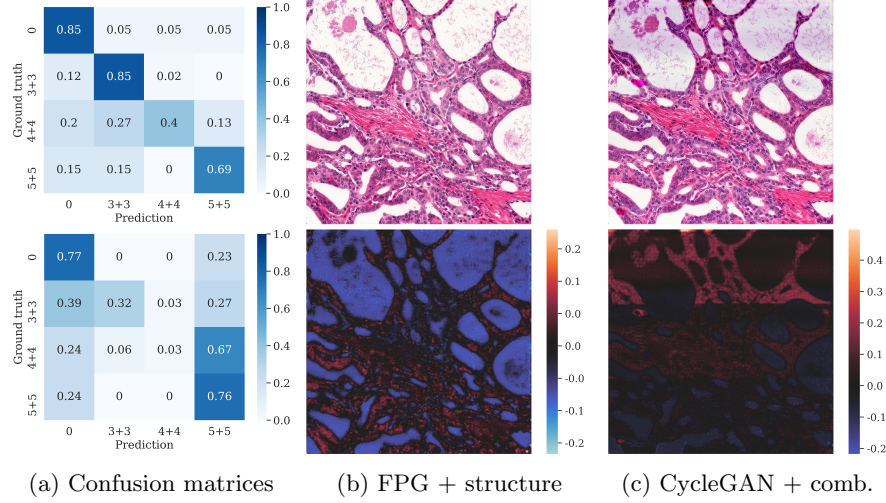 Ground truth
0 0.85 0.05 0.05 0.05
3+3 0.12 0.85 0.02 0
4+4 0.2 0.27 0.4 0.13
5+5 0.15 0.15 0 0.69
0 3+3 4+4 5+5
Prediction
1.0
0.8
0.6
0.4
0.2
0.0
Ground truth
0 0.77 0 0 0.23
3+3 0.39 0.32 0.03 0.27
4+4 0.24 0.06 0.03 0.67
5+5 0.24 0 0 0.76
0 3+3 4+4 5+5
Prediction
1.0
0.8
0.6
0.4
0.2
0.0
0.2
0.1
0.0
-0.0
-0.1
-0.2
0.4
0.3
0.2
0.1
0.0
-0.1
-0.2
(a) Confusion matrices
(b) FPG + structure
(c) CycleGAN + comb.